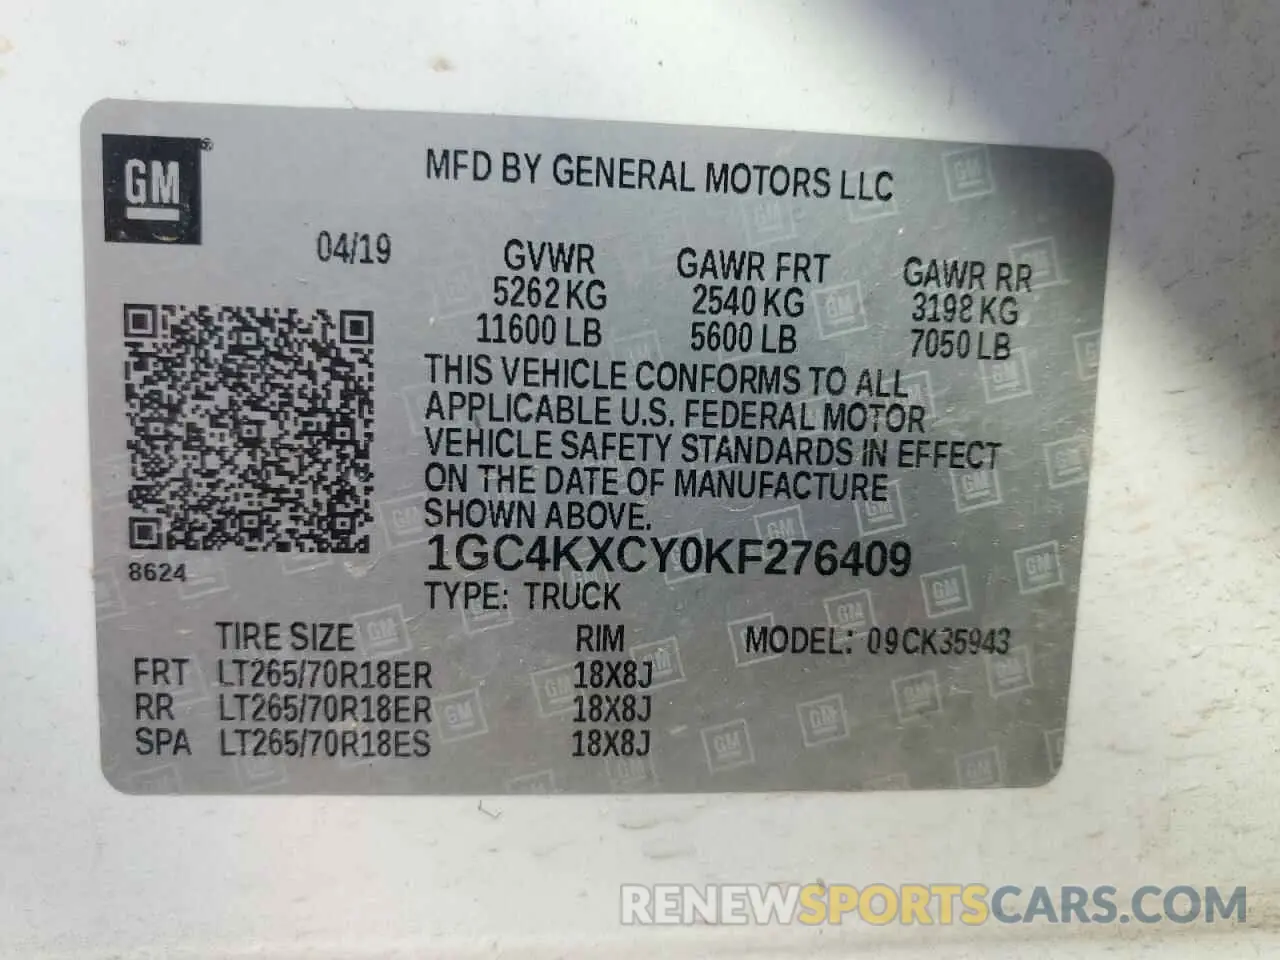 GM®
MFD BY GENERAL MOTORS LLC
04/19
GVWR GAWR FRT GAWR RR
5262 KG 2540 KG 3198 KG
11600 LB 5600 LB 7050 LB
THIS VEHICLE CONFORMS TO ALL
APPLICABLE U.S. FEDERAL MOTOR
VEHICLE SAFETY STANDARDS IN EFFECT
ON THE DATE OF MANUFACTURE
SHOWN ABOVE.
1GC4KXCY0KF276409
8624
TYPE: TRUCK
TIRE SIZE RIM MODEL: 09CK35943
FRT LT265/70R18ER 18X8J
RR LT265/70R18ER 18X8J
SPA LT265/70R18ES 18X8J
RENEWSPORTSCARS.COM